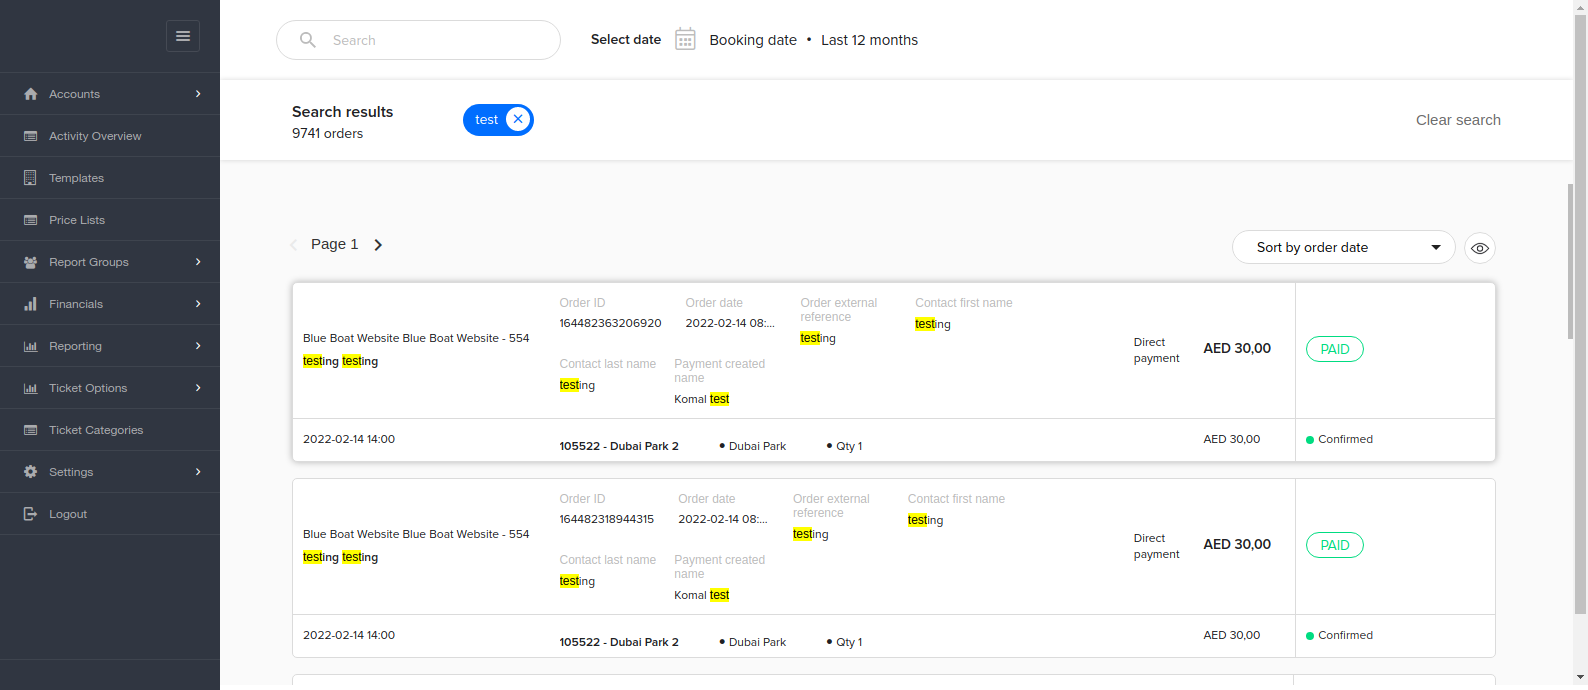 Search
Select date
Booking date • Last 12 months
Accounts
Activity Overview
Templates
Price Lists
Report Groups
Financials
Reporting
Ticket Options
Ticket Categories
Settings
Logout
Search results
9741 orders
test
Clear search
Page 1
Sort by order date
Blue Boat Website Blue Boat Website - 554
testing testing
Order ID
164482363206920
Order date
2022-02-14 08:...
Order external
reference
testing
Contact first name
testing
Contact last name
testing
Payment created
name
Komal test
Direct
payment
AED 30,00
PAID
2022-02-14 14:00
105522 - Dubai Park 2
• Dubai Park
• Qty 1
AED 30,00
Confirmed
Blue Boat Website Blue Boat Website - 554
testing testing
Order ID
164482318944315
Order date
2022-02-14 08:...
Order external
reference
testing
Contact first name
testing
Contact last name
testing
Payment created
name
Komal test
Direct
payment
AED 30,00
PAID
2022-02-14 14:00
105522 - Dubai Park 2
• Dubai Park
• Qty 1
AED 30,00
Confirmed